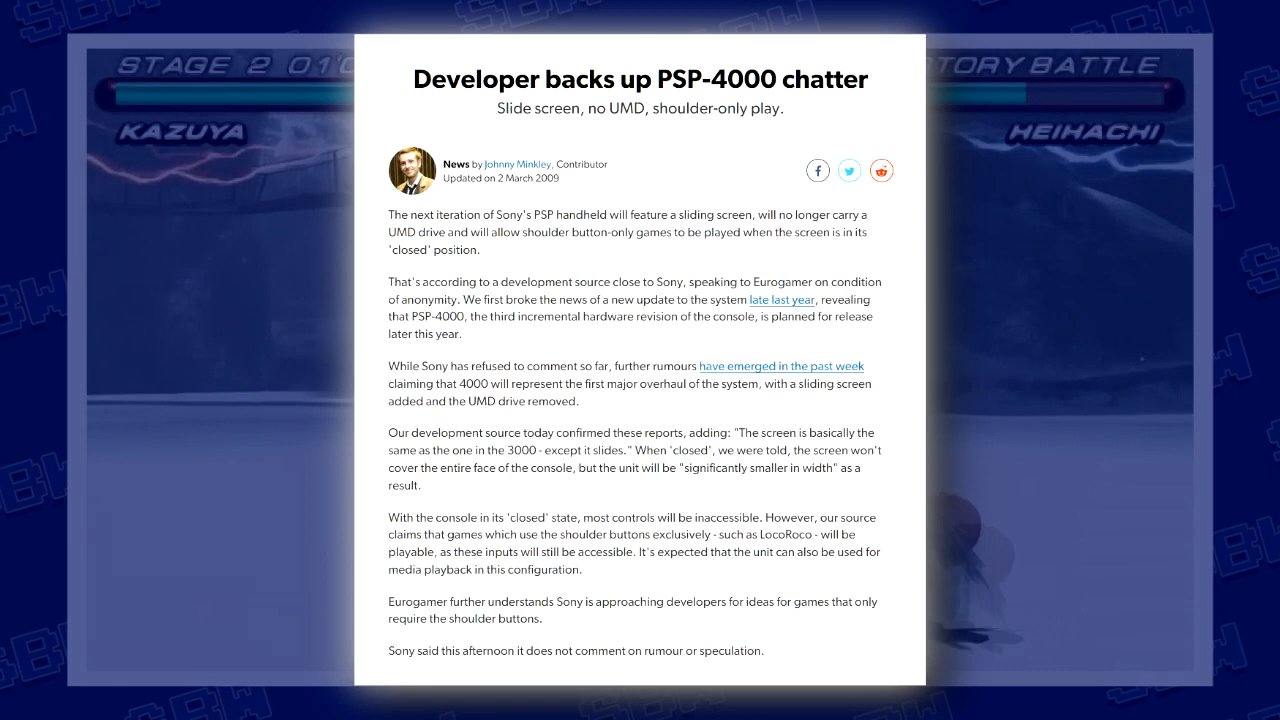 STAGE 2 01'0
TORY BATTLE
KAZUYA
HEIHACHI
Developer backs up PSP-4000 chatter
Slide screen, no UMD, shoulder-only play.
News by Johnny Minkley, Contributor
Updated on 2 March 2009
The next iteration of Sony's PSP handheld will feature a sliding screen, will no longer carry a
UMD drive and will allow shoulder button-only games to be played when the screen is in its
'closed' position.
That's according to a development source close to Sony, speaking to Eurogamer on condition
of anonymity. We first broke the news of a new update to the system late last year, revealing
that PSP-4000, the third incremental hardware revision of the console, is planned for release
later this year.
While Sony has refused to comment so far, further rumours have emerged in the past week
claiming that 4000 will represent the first major overhaul of the system, with a sliding screen
added and the UMD drive removed.
Our development source today confirmed these reports, adding: "The screen is basically the
same as the one in the 3000 - except it slides." When 'closed', we were told, the screen won't
cover the entire face of the console, but the unit will be "significantly smaller in width" as a
result.
With the console in its 'closed' state, most controls will be inaccessible. However, our source
claims that games which use the shoulder buttons exclusively - such as LocoRoco - will be
playable, as these inputs will still be accessible. It's expected that the unit can also be used for
media playback in this configuration.
Eurogamer further understands Sony is approaching developers for ideas for games that only
require the shoulder buttons.
Sony said this afternoon it does not comment on rumour or speculation.
SBW